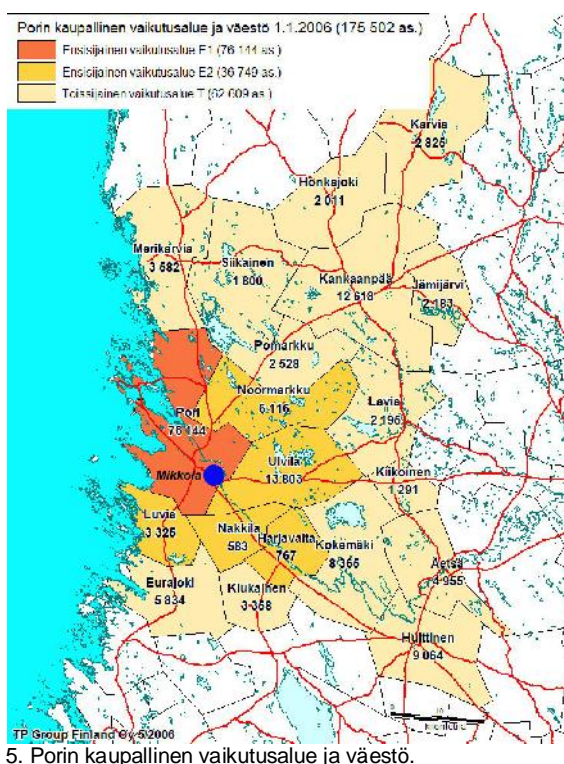 Porin kaupallinen vaikutusalue ja väestö 1.1.2006 (175 502 as.)
Ensisijainen vaikutusalue E1 (76 144 as.)
Ensisijainen vaikutusalue E2 (36 749 as.)
Toissijainen vaikutusalue T (62 609 as.)
Karvia
2 825
Honkajoki
2 011
Merikarvia
3 582
Siikainen
1 800
Kankaanpää
12 618
Jämijärvi
2 183
Pomarkku
2 528
Noormarkku
6 116
Pori
76 144
Lavia
2 195
Mikkola
Ulvila
13 803
Kiikoinen
1 291
Luvia
3 325
Nakkila
583
Harjavalta
767
Kokemäki
8 365
Äetsä
4 955
Eurajoki
5 834
Kiukainen
3 358
Huittinen
9 064
TP Group Finland Oy 5/2006
5. Porin kaupallinen vaikutusalue ja väestö.